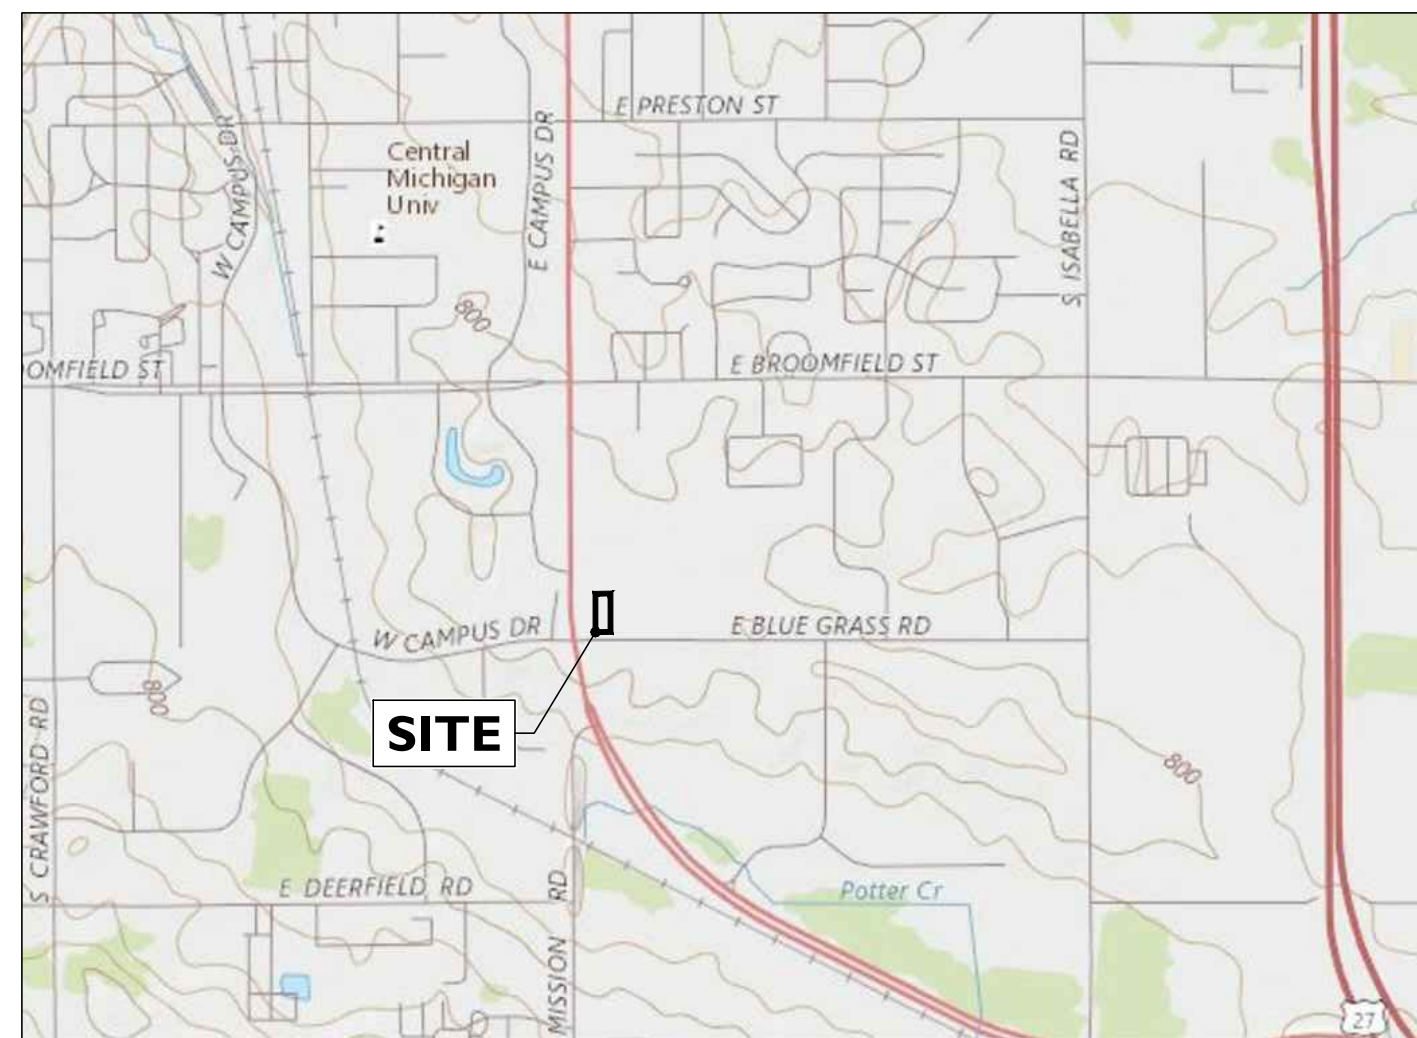 E PRESTON ST
W CAMPUS DR
E CAMPUS DR
S ISABELLA RD
Central
Michigan
Univ
800
OMFIELD ST
E BROOMFIELD ST
W CAMPUS DR
E BLUE GRASS RD
800
SITE
800
S CRAWFORD RD
E DEERFIELD RD
MISSION RD
Potter Cr
27